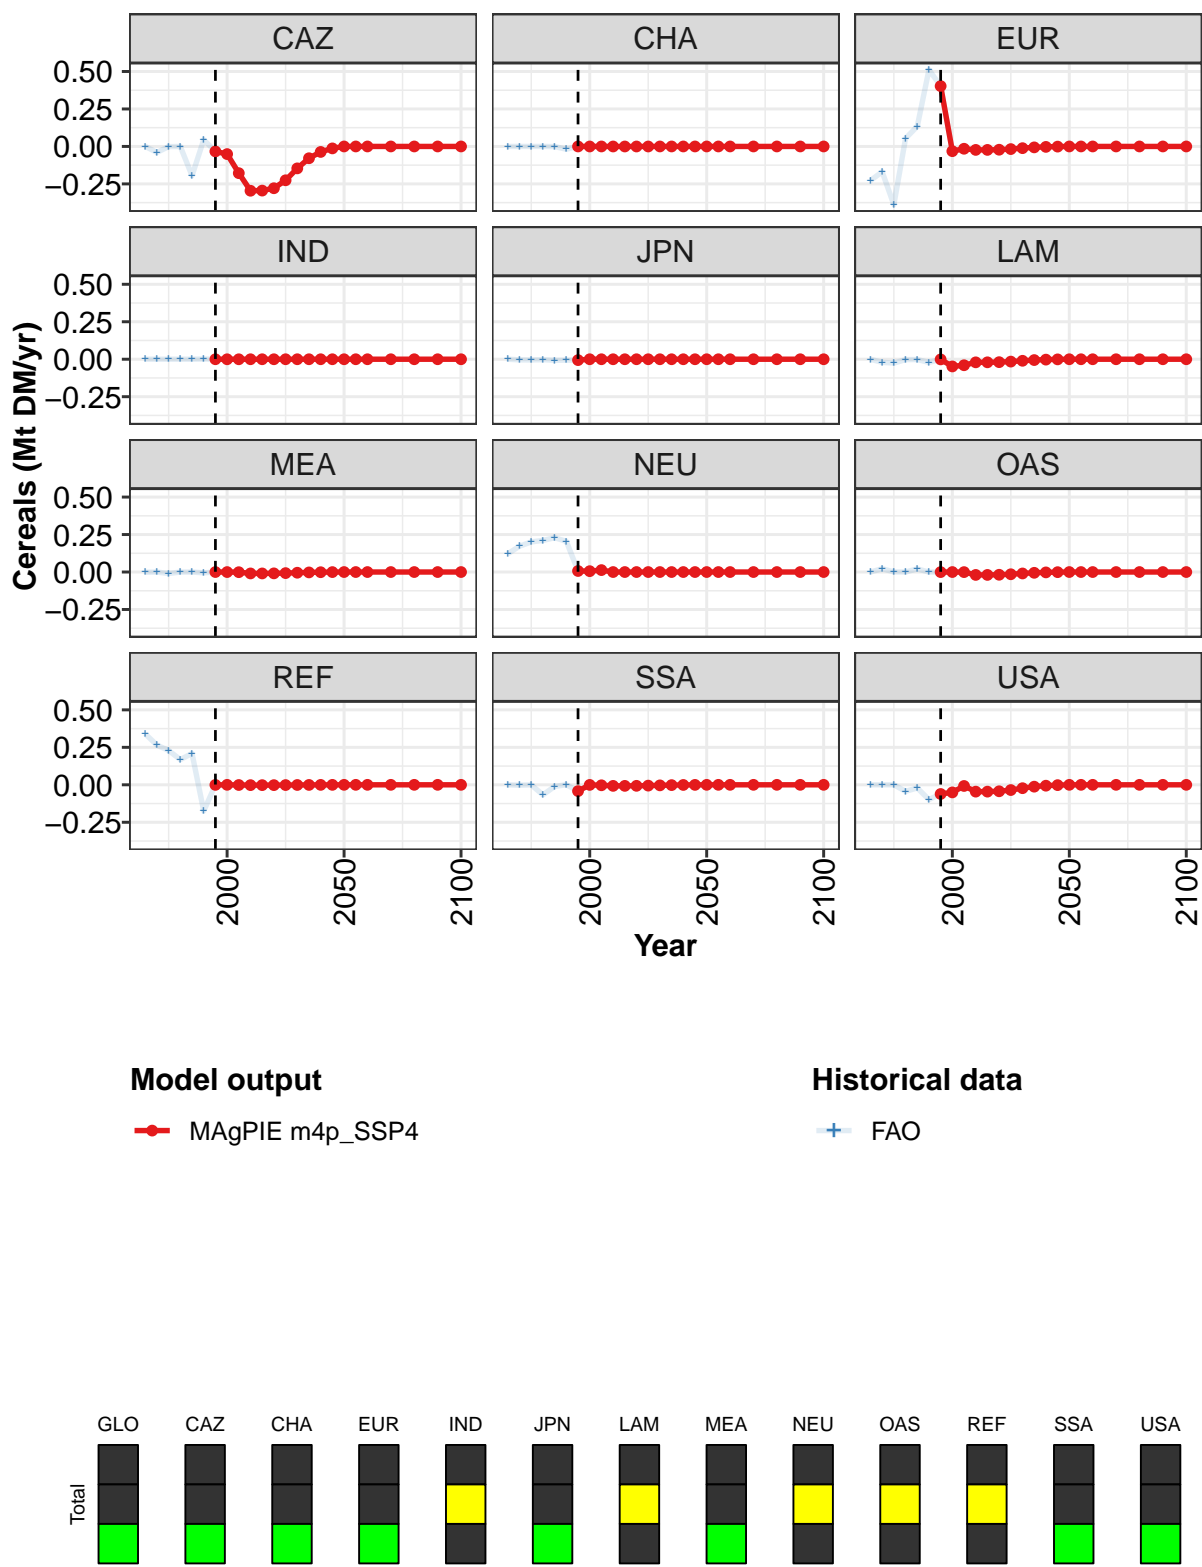 CAZ CHA EUR
0.50
0.25
0.00
−0.25
IND JPN LAM
0.50
0.25
0.00
−0.25
MEA NEU OAS
0.50
0.25
0.00
−0.25
REF SSA USA
0.50
0.25
0.00
−0.25
Cereals (Mt DM/yr)
2000 2050 2100 2000 2050 2100 2000 2050 2100
Year
Model output Historical data
MAgPIE m4p_SSP4 FAO
GLO CAZ CHA EUR IND JPN LAM MEA NEU OAS REF SSA USA
Total